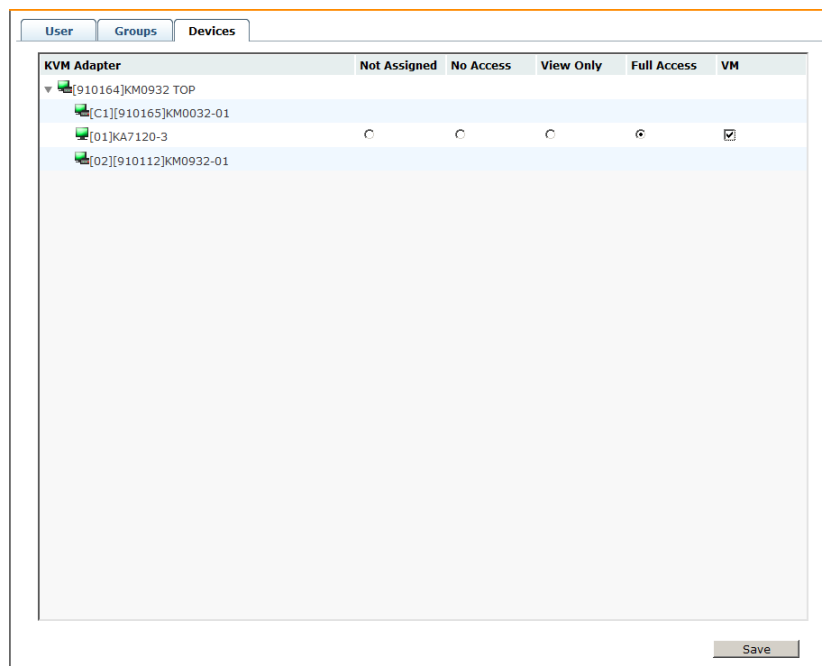 User Groups Devices
KVM Adapter Not Assigned No Access View Only Full Access VM
[910164]KM0932 TOP
[C1][910165]KM0032-01
[01]KA7120-3
[02][910112]KM0932-01
Save